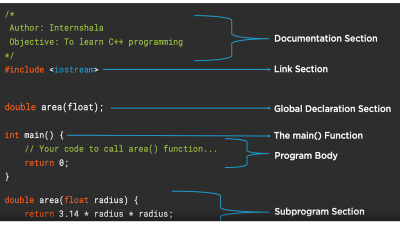 /*
Author: Internshala
Objective: To learn C++ programming
*/
Documentation Section
#include <iostream>
Link Section
double area(float);
Global Declaration Section
int main() {
The main() Function
// Your code to call area() function...
Program Body
return 0;
}
double area(float radius) {
Subprogram Section
return 3.14 * radius * radius;